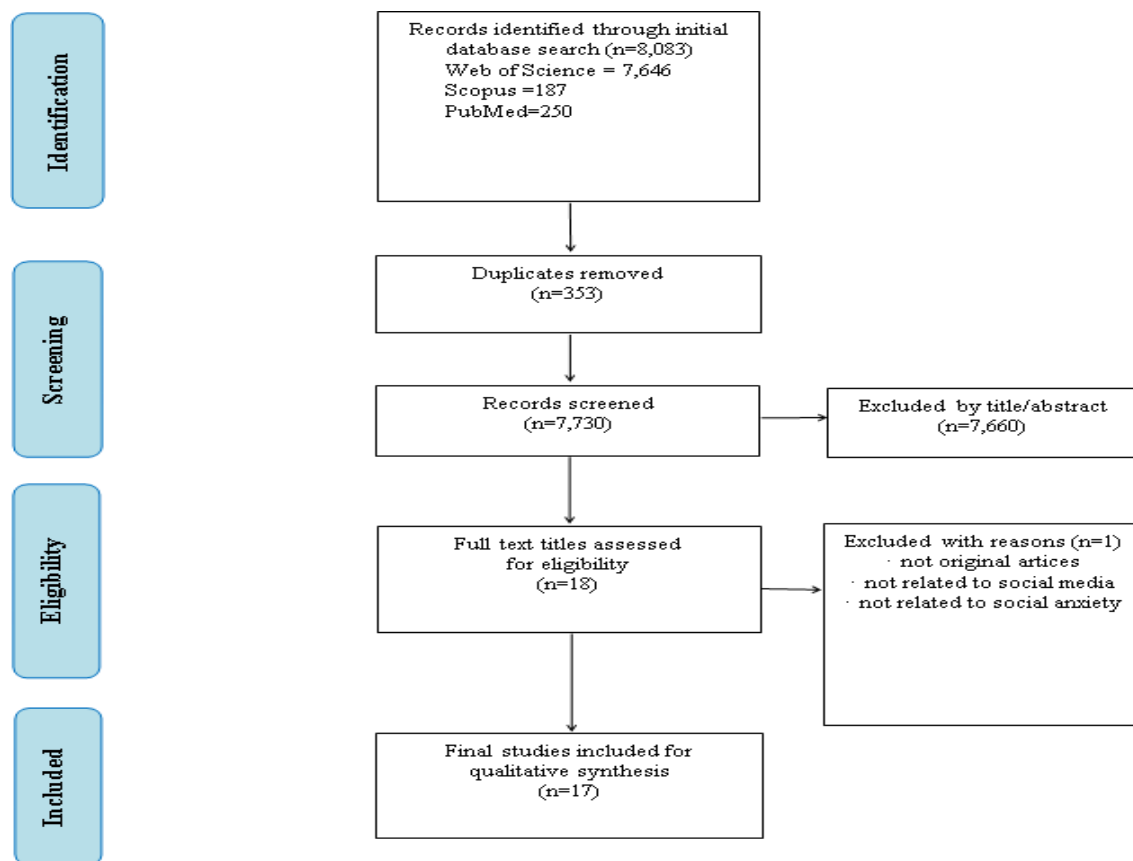 Identification
Records identified through initial
database search (n=8,083)
Web of Science = 7,646
Scopus =187
PubMed=250
Screening
Duplicates removed
(n=353)
Records screened
(n=7,730)
Excluded by title/abstract
(n=7,660)
Eligibility
Full text titles assessed
for eligibility
(n=18)
Excluded with reasons (n=1)
· not original artices
· not related to social media
· not related to social anxiety
Included
Final studies included for
qualitative synthesis
(n=17)